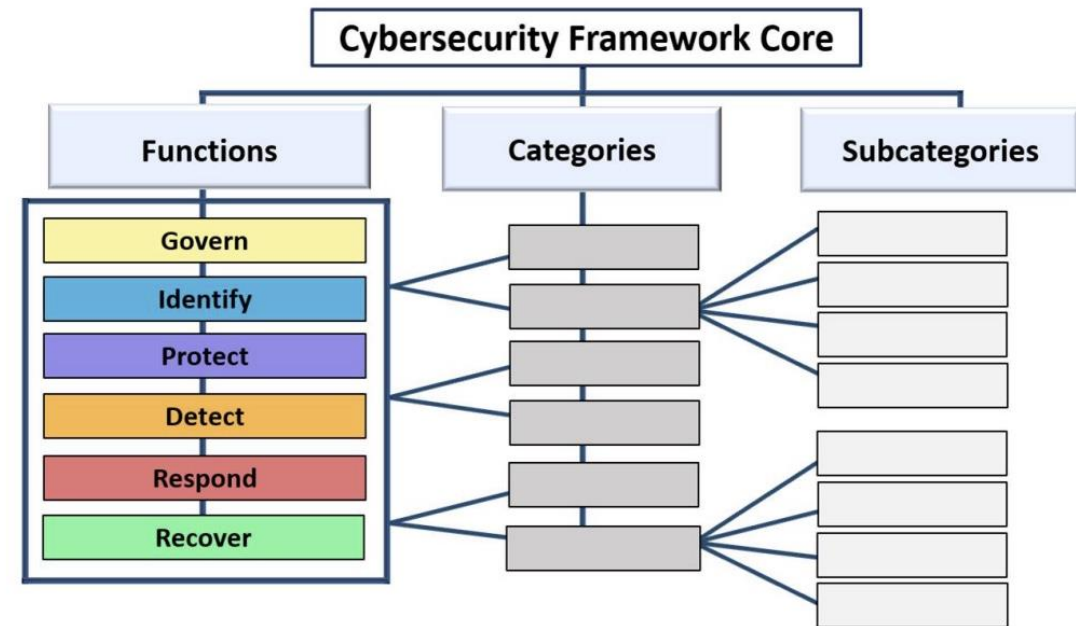 Cybersecurity Framework Core
Functions
Categories
Subcategories
Govern
Identify
Protect
Detect
Respond
Recover